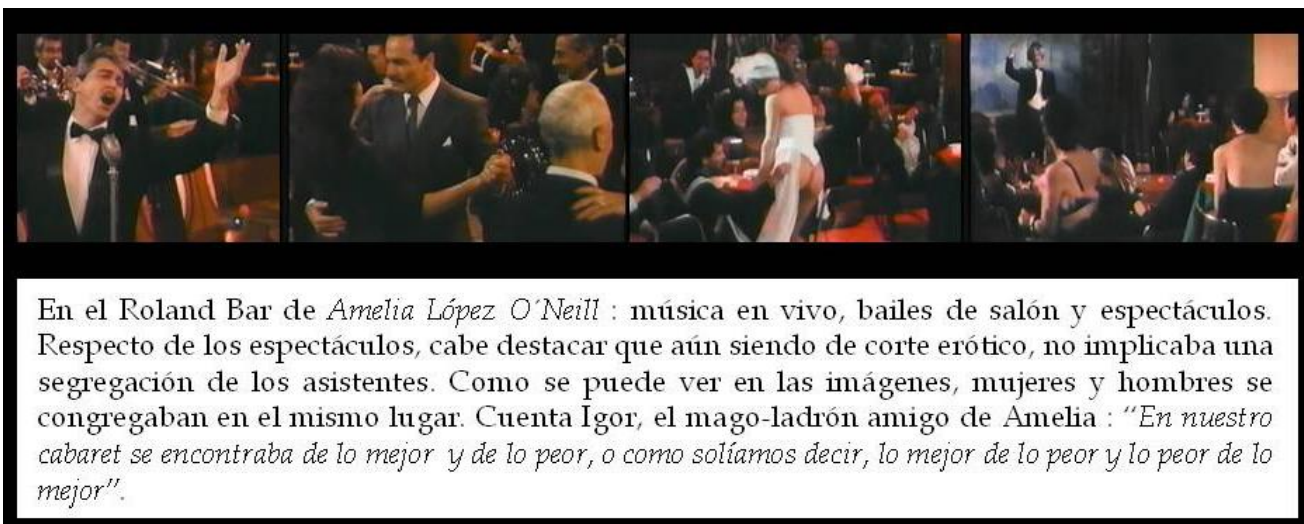 En el Roland Bar de Amelia López O´Neill : música en vivo, bailes de salón y espectáculos.
Respecto de los espectáculos, cabe destacar que aún siendo de corte erótico, no implicaba una
segregación de los asistentes. Como se puede ver en las imágenes, mujeres y hombres se
congregaban en el mismo lugar. Cuenta Igor, el mago-ladrón amigo de Amelia : “En nuestro
cabaret se encontraba de lo mejor y de lo peor, o como solíamos decir, lo mejor de lo peor y lo peor de lo
mejor”.